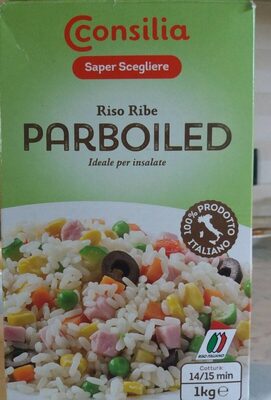 Consilia
Saper Scegliere
Riso Ribe
PARBOILED
Ideale per insalate
100% PRODOTTO
ITALIANO
RISO ITALIANO
Cottura:
14/15 min
1kg e